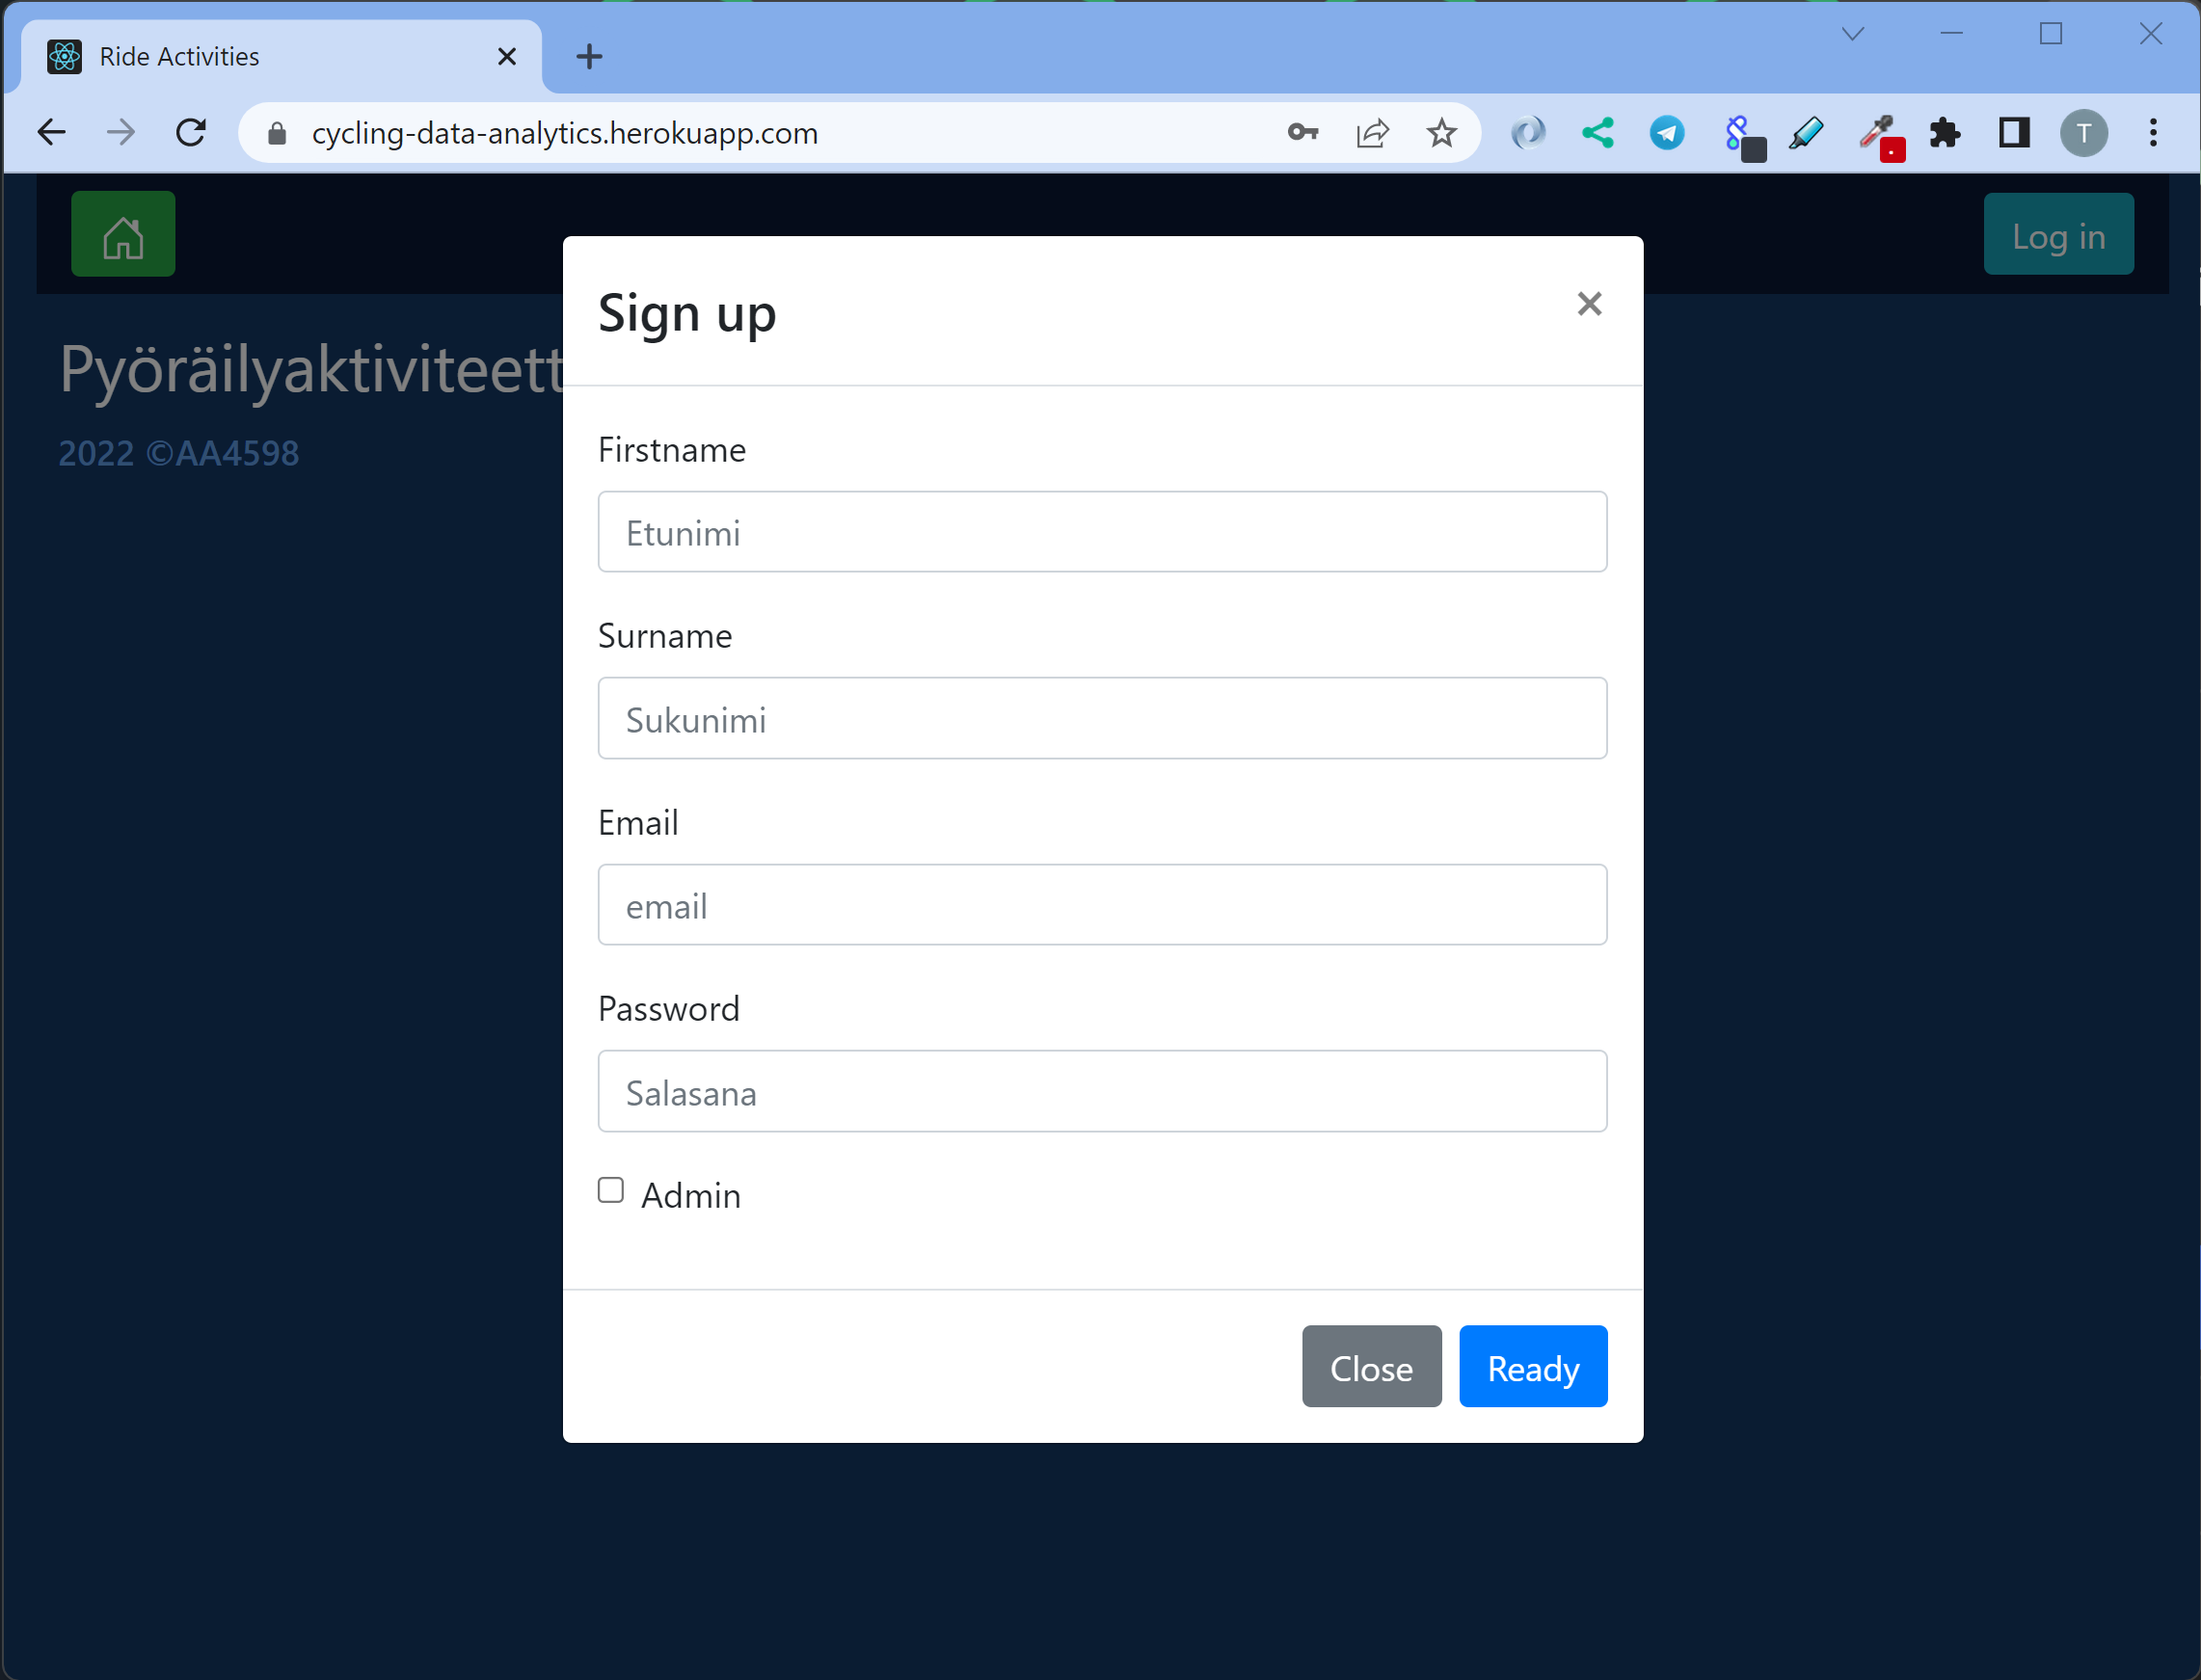 Ride Activities
cycling-data-analytics.herokuapp.com
T
Log in
Pyöräilyaktiviteett
2022 ©AA4598
Sign up
Firstname
Etunimi
Surname
Sukunimi
Email
email
Password
Salasana
Admin
Close Ready